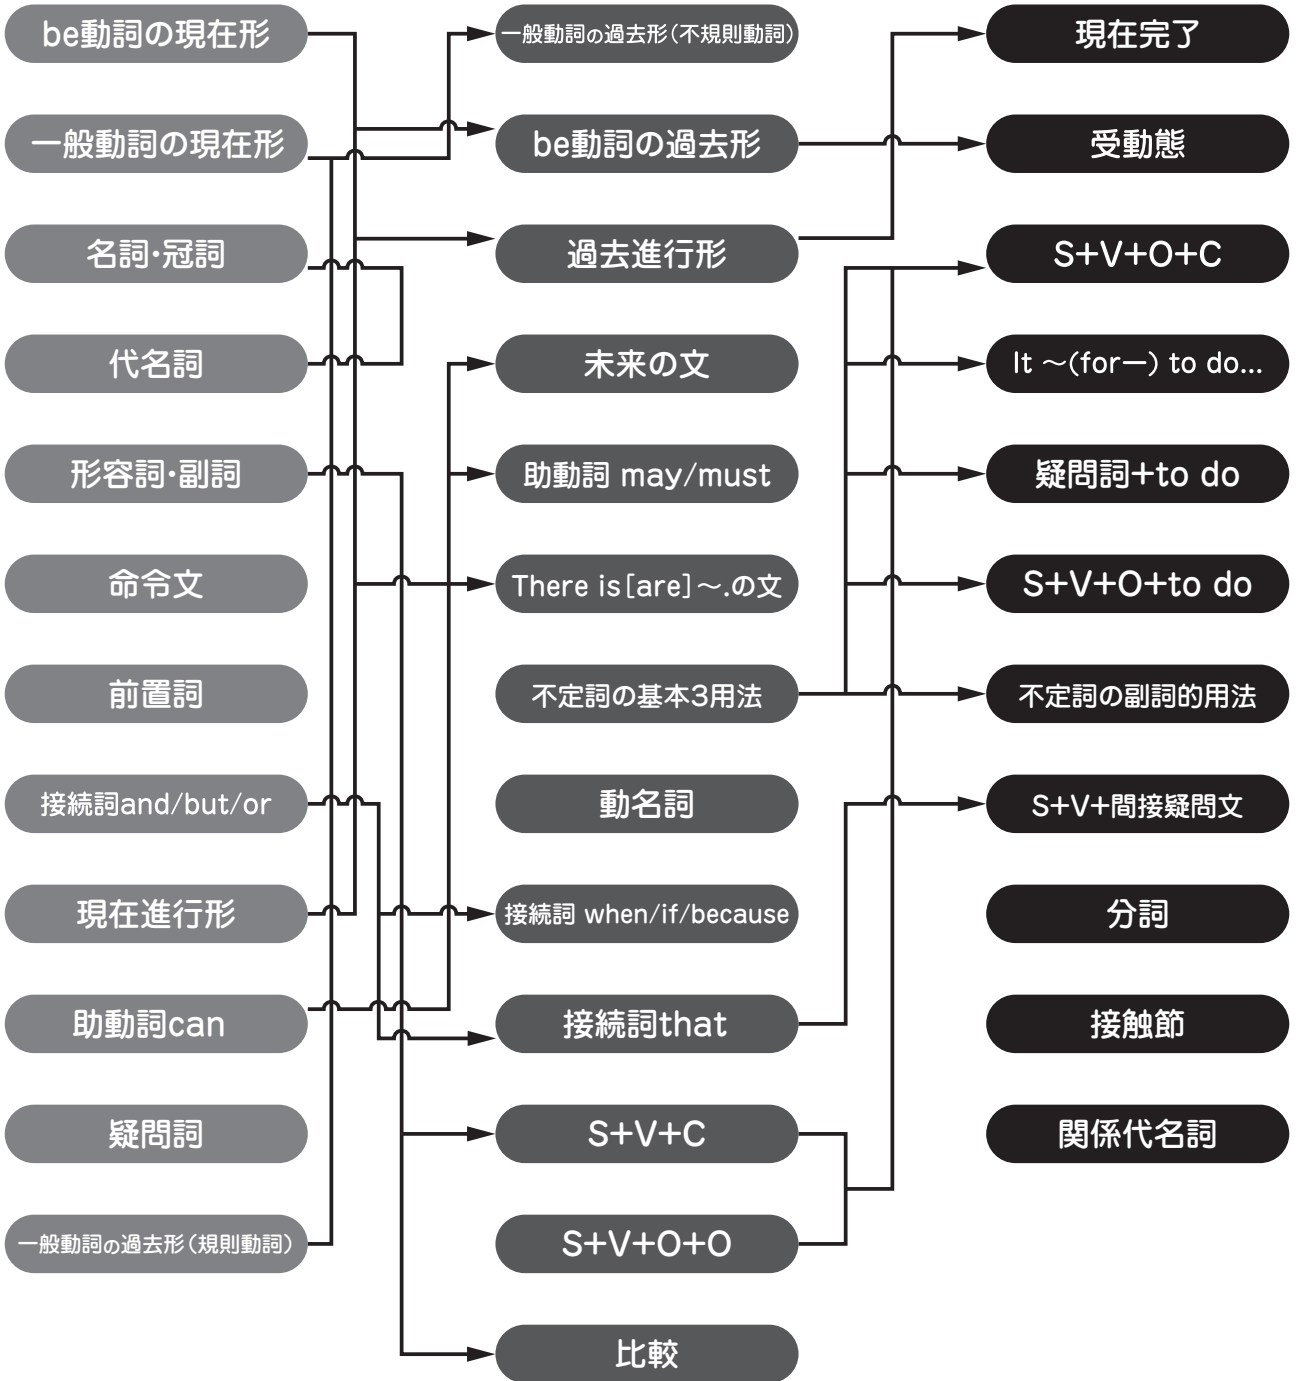 be動詞の現在形
一般動詞の現在形
名詞・冠詞
代名詞
形容詞・副詞
命令文
前置詞
接続詞and/but/or
現在進行形
助動詞can
疑問詞
一般動詞の過去形(規則動詞)
一般動詞の過去形(不規則動詞)
be動詞の過去形
過去進行形
未来の文
助動詞 may/must
There is[are]~.の文
不定詞の基本3用法
動名詞
接続詞 when/if/because
接続詞that
S+V+C
S+V+O+O
比較
現在完了
受動態
S+V+O+C
It ~(for—) to do...
疑問詞+to do
S+V+O+to do
不定詞の副詞的用法
S+V+間接疑問文
分詞
接触節
関係代名詞